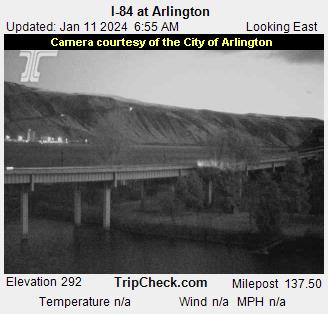 I-84 at Arlington
Updated: Jan 11 2024 6:55 AM Looking East
Camera courtesy of the City of Arlington
Elevation 292 TripCheck.com Milepost 137.50
Temperature n/a Wind n/a MPH n/a